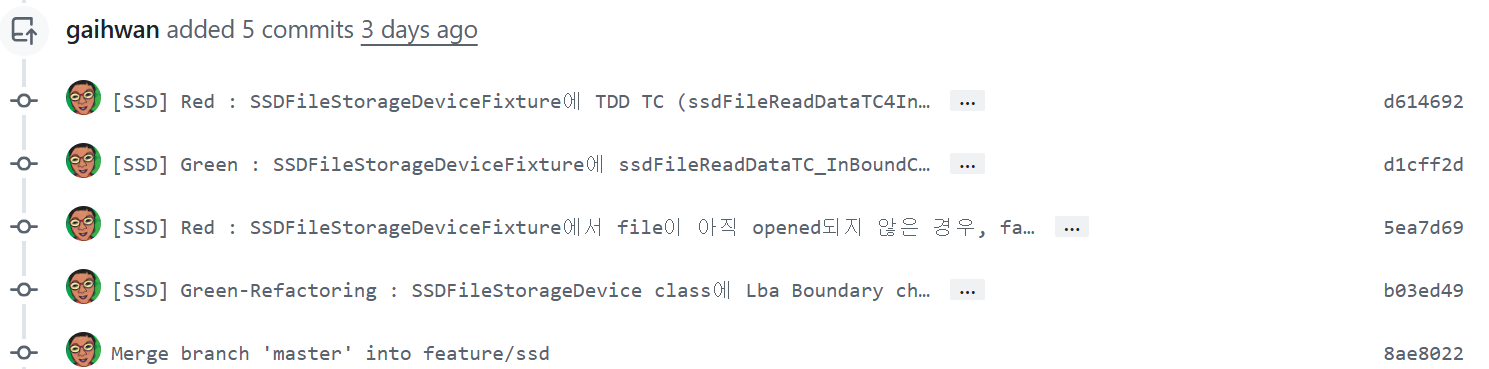 gaihwan added 5 commits 3 days ago
[SSD] Red : SSDFileStorageDeviceFixture에 TDD TC (ssdFileReadDataTC4In… … d614692
[SSD] Green : SSDFileStorageDeviceFixture에 ssdFileReadDataTC_InBoundC… … d1cff2d
[SSD] Red : SSDFileStorageDeviceFixture에서 file이 아직 opened되지 않은 경우, fa… … 5ea7d69
[SSD] Green-Refactoring : SSDFileStorageDevice class에 Lba Boundary ch… … b03ed49
Merge branch 'master' into feature/ssd 8ae8022